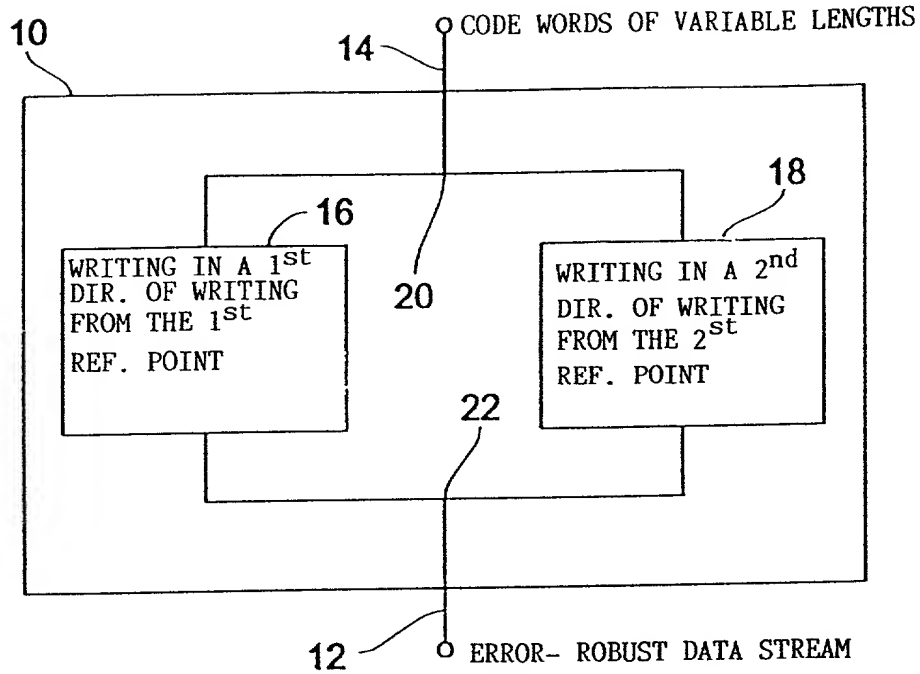 10
CODE WORDS OF VARIABLE LENGTHS
14
16
18
WRITING IN A 1st
DIR. OF WRITING
FROM THE 1st
REF. POINT
20
WRITING IN A 2nd
DIR. OF WRITING
FROM THE 2st
REF. POINT
22
12
ERROR- ROBUST DATA STREAM